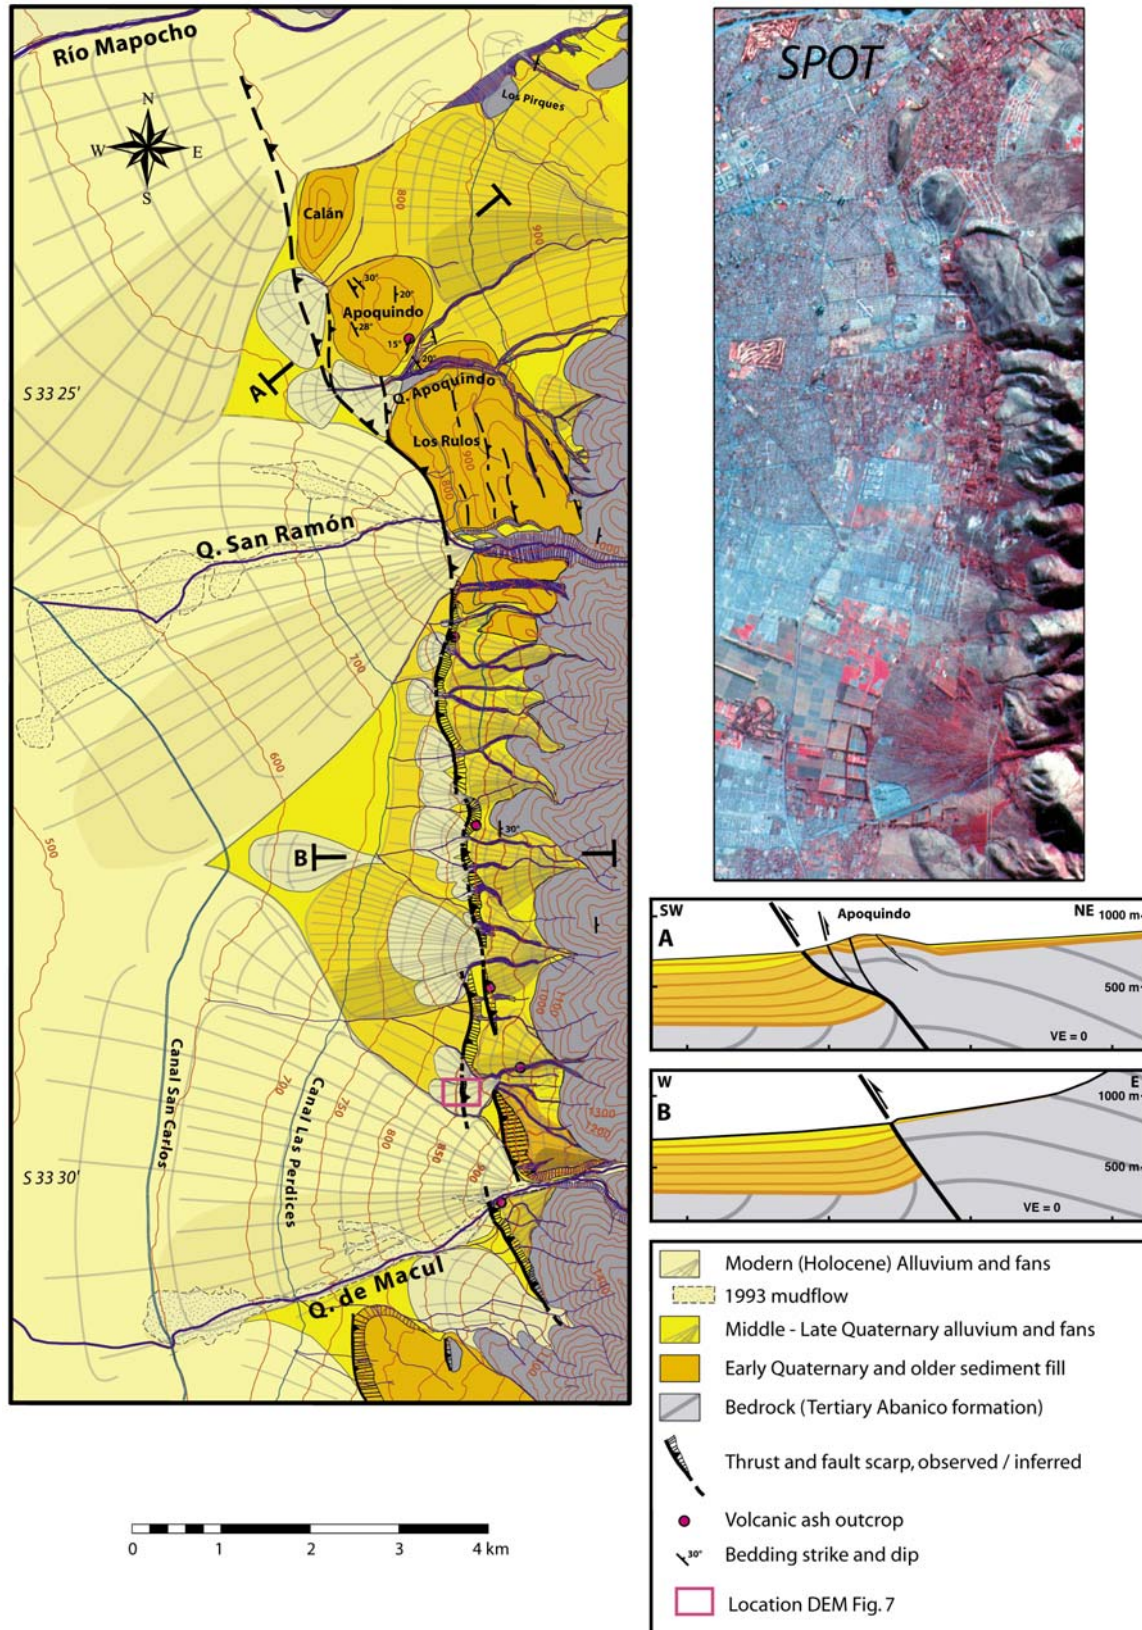 Río Mapocho
N
W
E
S
Los Pirques
Calán
800
900
30°
20°
Apoquindo
28°
15°
20°
A
S 33 25'
Q. Apoquindo
Los Rulos
900
800
Q. San Ramón
1000
700
600
500
30°
B
1000
1100
Canal San Carlos
Canal Las Perdices
700
750
800
850
900
1300
1200
S 33 30'
Q. de Macul
1400
1100
0
1
2
3
4 km
SPOT
SW
Apoquindo
NE
1000 m
A
500 m
VE = 0
W
E
B
1000 m
500 m
VE = 0
Modern (Holocene) Alluvium and fans
1993 mudflow
Middle - Late Quaternary alluvium and fans
Early Quaternary and older sediment fill
Bedrock (Tertiary Abanico formation)
Thrust and fault scarp, observed / inferred
Volcanic ash outcrop
30°
Bedding strike and dip
Location DEM Fig. 7